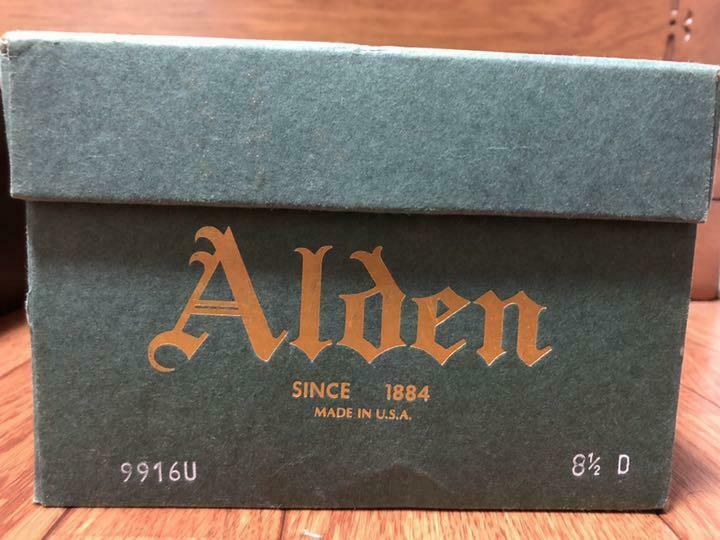 Alden
SINCE 1884
MADE IN U.S.A.
9916U 8½ D